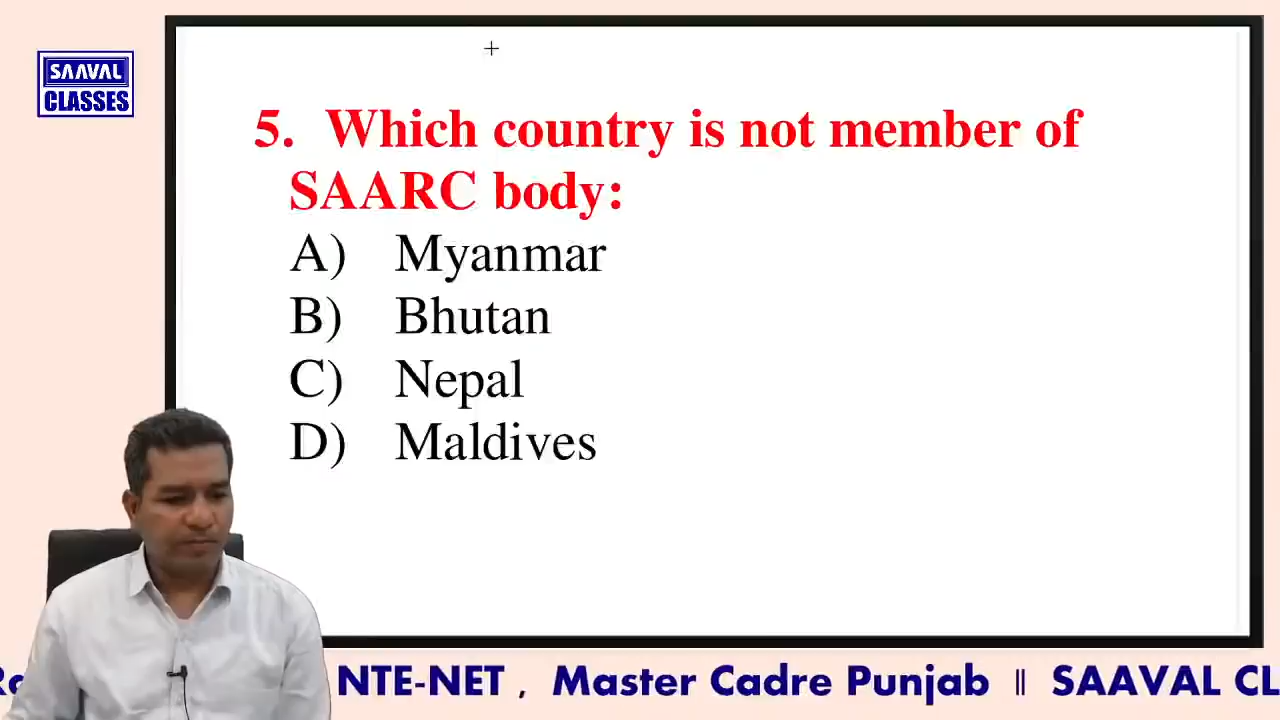 SAAVAL
CLASSES
5. Which country is not member of
SAARC body:
A) Myanmar
B) Bhutan
C) Nepal
D) Maldives
NTE-NET , Master Cadre Punjab || SAAVAL